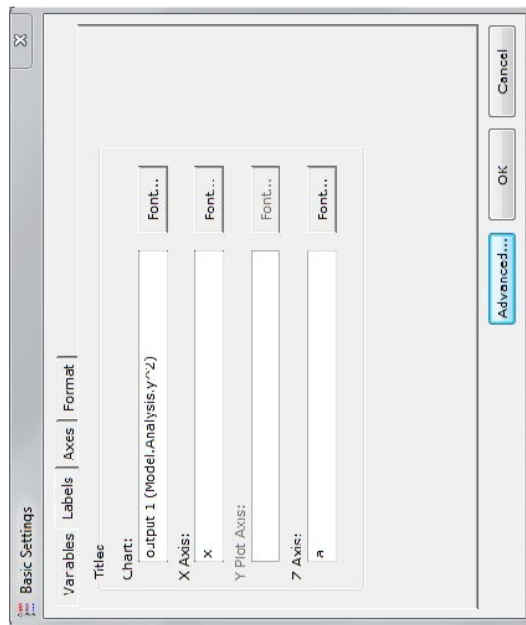 Basic Settings
Variables Labels Axes Format
Titles
Chart:
output 1 (Model.Analysis.y^2) Font...
X Axis:
x Font...
Y Plot Axis:
Font...
Z Axis:
a Font...
Advanced... OK Cancel